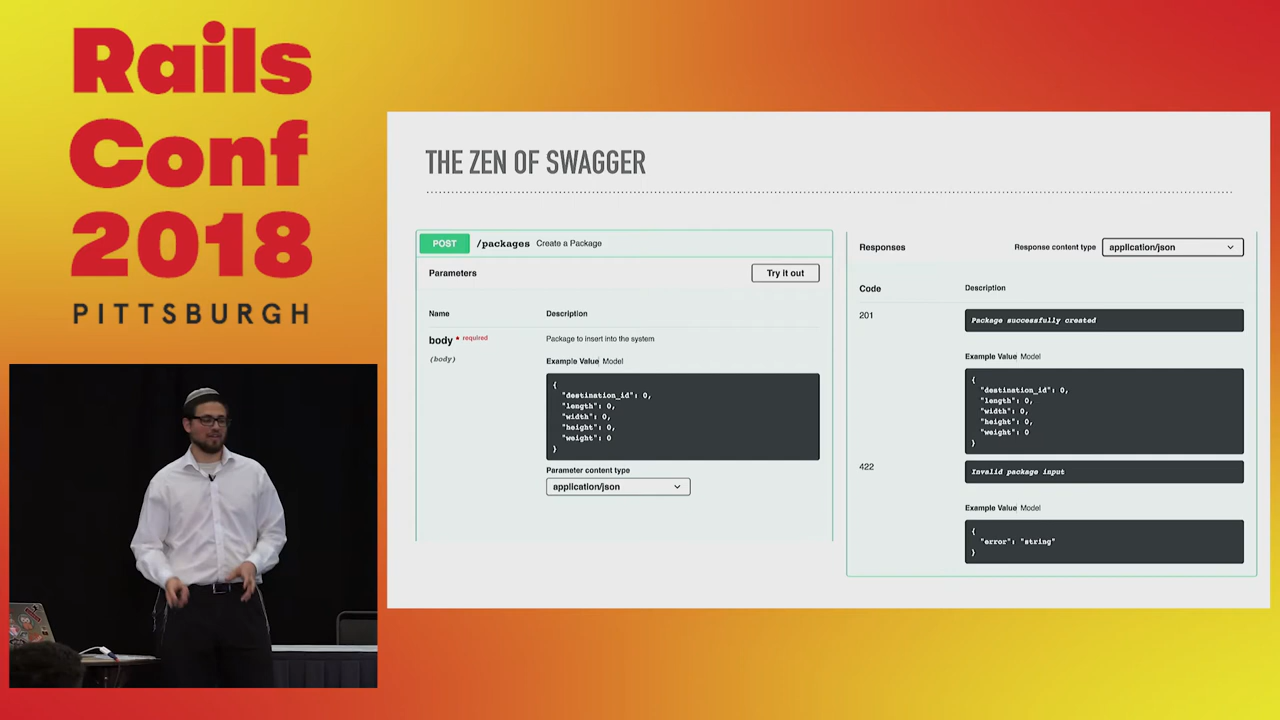 Rails
Conf
2018
PITTSBURGH
THE ZEN OF SWAGGER
POST /packages Create a Package
Parameters Try it out
Name Description
body * required Package to insert into the system
(body)
Example Value Model
{
"destination_id": 0,
"length": 0,
"width": 0,
"height": 0,
"weight": 0
}
Parameter content type
application/json
Responses Response content type application/json
Code Description
201 Package successfully created
Example Value Model
{
"destination_id": 0,
"length": 0,
"width": 0,
"height": 0,
"weight": 0
}
422 Invalid package input
Example Value Model
{
"error": "string"
}